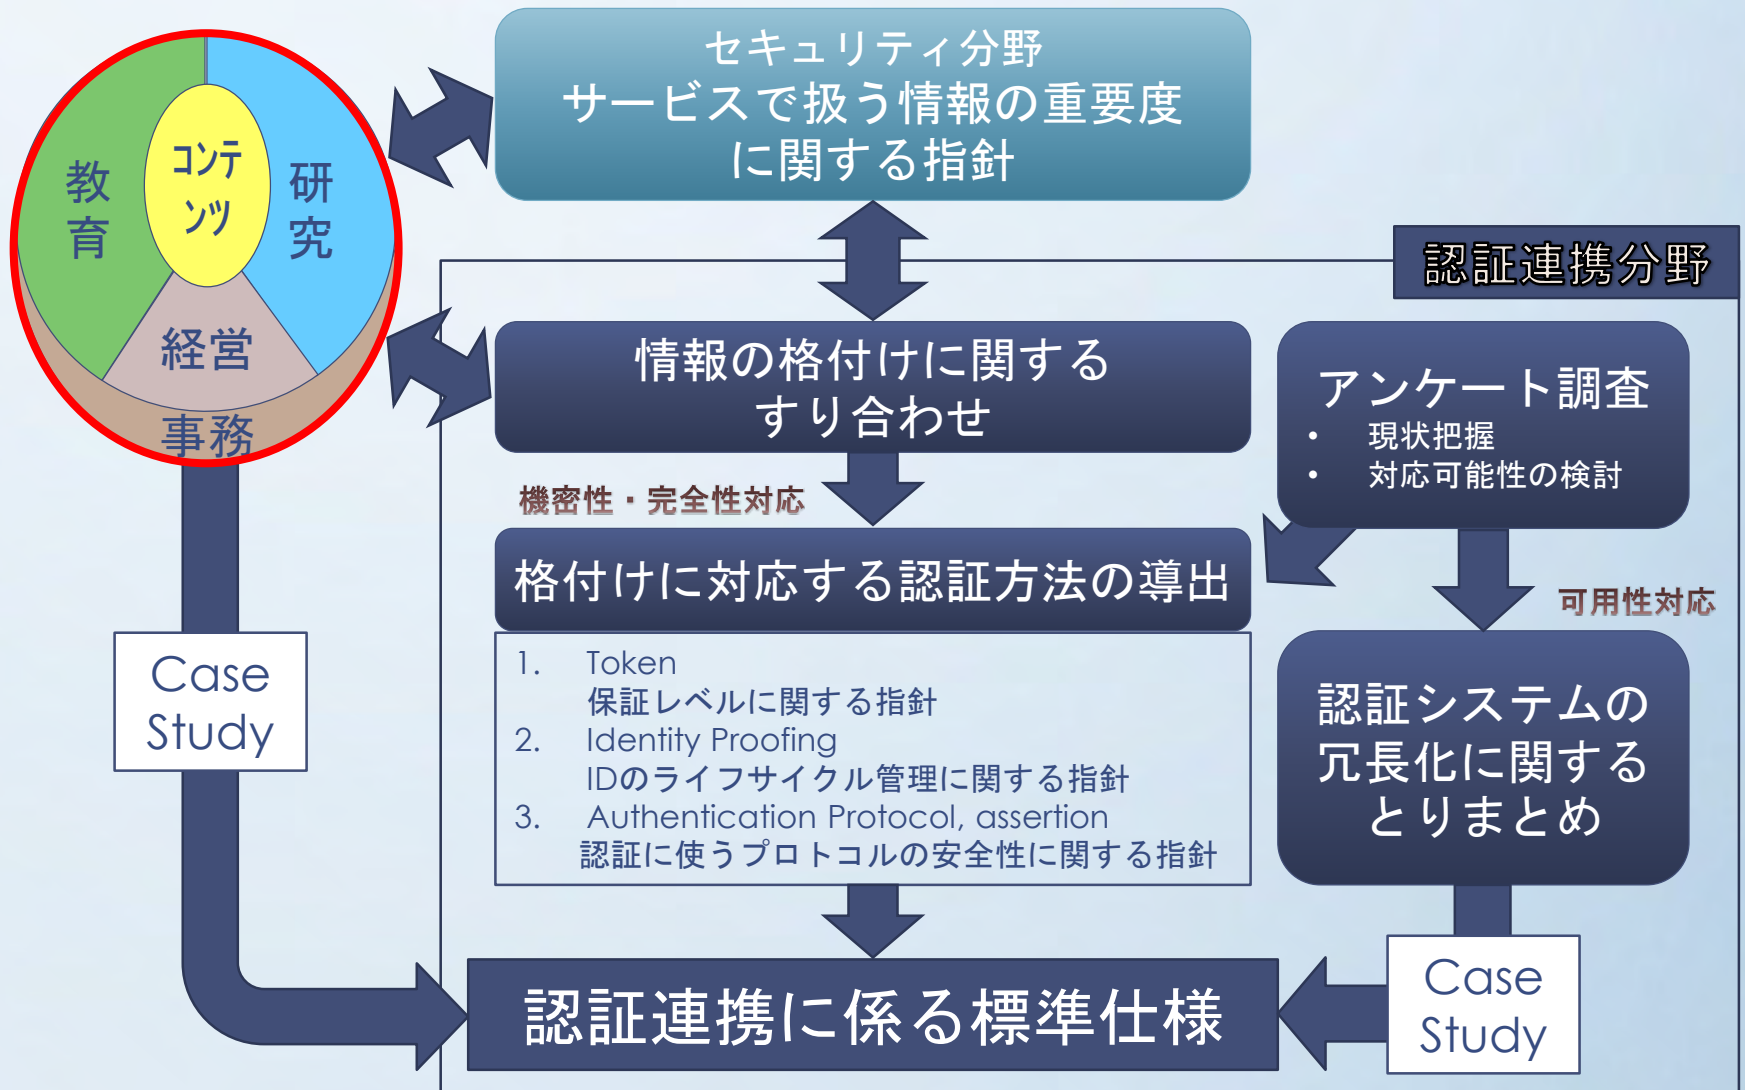 セキュリティ分野
サービスで扱う情報の重要度
に関する指針
コンテ
ンツ
教
育
研
究
経営
事務
認証連携分野
情報の格付けに関する
すり合わせ
アンケート調査
• 現状把握
• 対応可能性の検討
機密性・完全性対応
格付けに対応する認証方法の導出
可用性対応
1. Token
保証レベルに関する指針
2. Identity Proofing
IDのライフサイクル管理に関する指針
3. Authentication Protocol, assertion
認証に使うプロトコルの安全性に関する指針
認証システムの
冗長化に関する
とりまとめ
Case
Study
認証連携に係る標準仕様
Case
Study